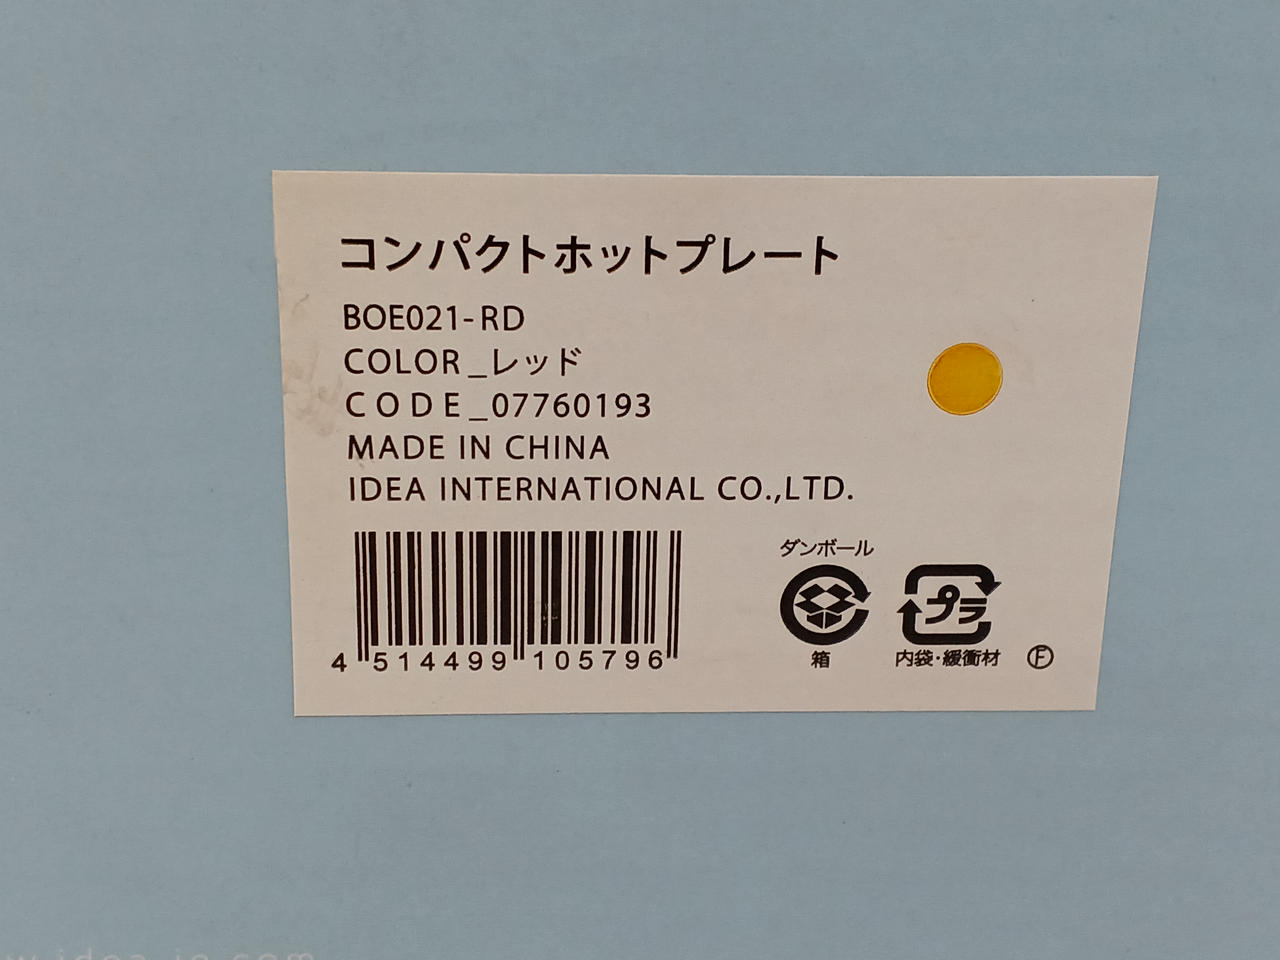 コンパクトホットプレート
BOE021-RD
COLOR_レッド
CODE_07760193
MADE IN CHINA
IDEA INTERNATIONAL CO.,LTD.
4 514499 105796
ダンボール
箱
プラ
内袋・緩衝材
F